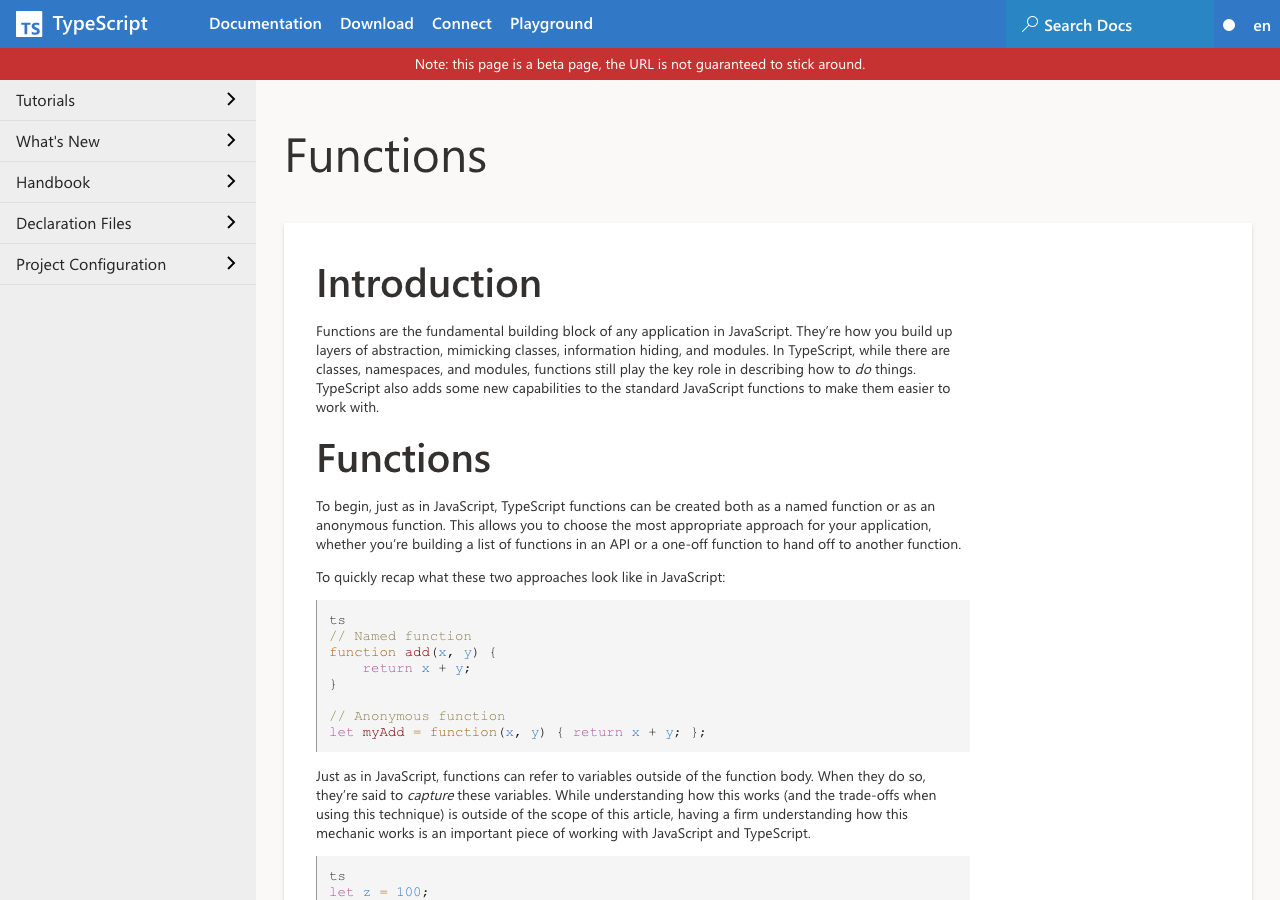 TS TypeScript Documentation Download Connect Playground Search Docs en
Note: this page is a beta page, the URL is not guaranteed to stick around.
Tutorials
What's New
Handbook
Declaration Files
Project Configuration
Functions
Introduction
Functions are the fundamental building block of any application in JavaScript. They’re how you build up
layers of abstraction, mimicking classes, information hiding, and modules. In TypeScript, while there are
classes, namespaces, and modules, functions still play the key role in describing how to do things.
TypeScript also adds some new capabilities to the standard JavaScript functions to make them easier to
work with.
Functions
To begin, just as in JavaScript, TypeScript functions can be created both as a named function or as an
anonymous function. This allows you to choose the most appropriate approach for your application,
whether you’re building a list of functions in an API or a one-off function to hand off to another function.
To quickly recap what these two approaches look like in JavaScript:
ts
// Named function
function add(x, y) {
    return x + y;
}
// Anonymous function
let myAdd = function(x, y) { return x + y; };
Just as in JavaScript, functions can refer to variables outside of the function body. When they do so,
they’re said to capture these variables. While understanding how this works (and the trade-offs when
using this technique) is outside of the scope of this article, having a firm understanding how this
mechanic works is an important piece of working with JavaScript and TypeScript.
ts
let z = 100;